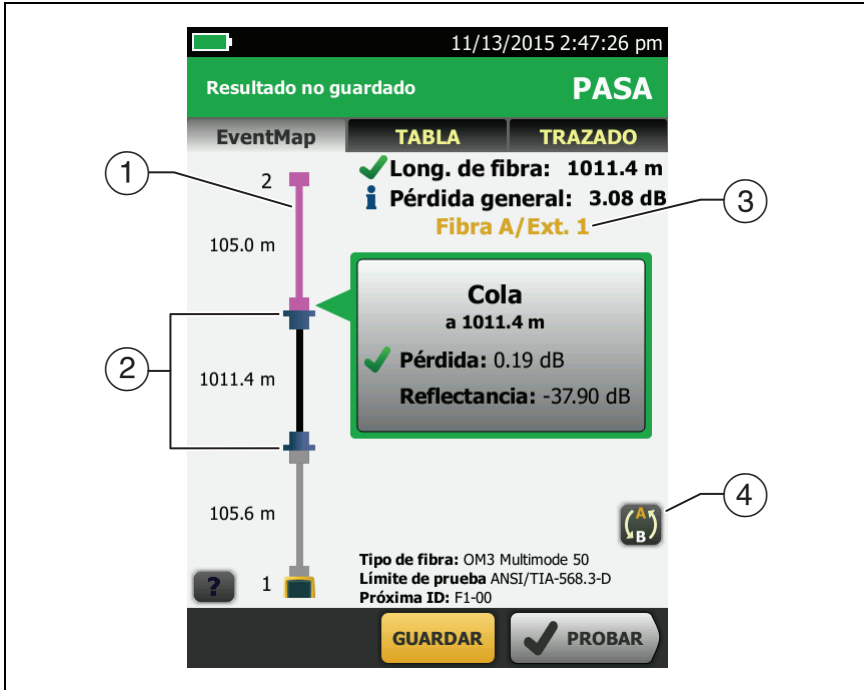 11/13/2015 2:47:26 pm
Resultado no guardado PASA
EventMap TABLA TRAZADO
Long. de fibra: 1011.4 m
Pérdida general: 3.08 dB
Fibra A/Ext. 1
1
2
105.0 m
3
Cola
a 1011.4 m
Pérdida: 0.19 dB
Reflectancia: -37.90 dB
2
1011.4 m
105.6 m
A
B
4
Tipo de fibra: OM3 Multimode 50
Límite de prueba ANSI/TIA-568.3-D
Próxima ID: F1-00
? 1
GUARDAR PROBAR